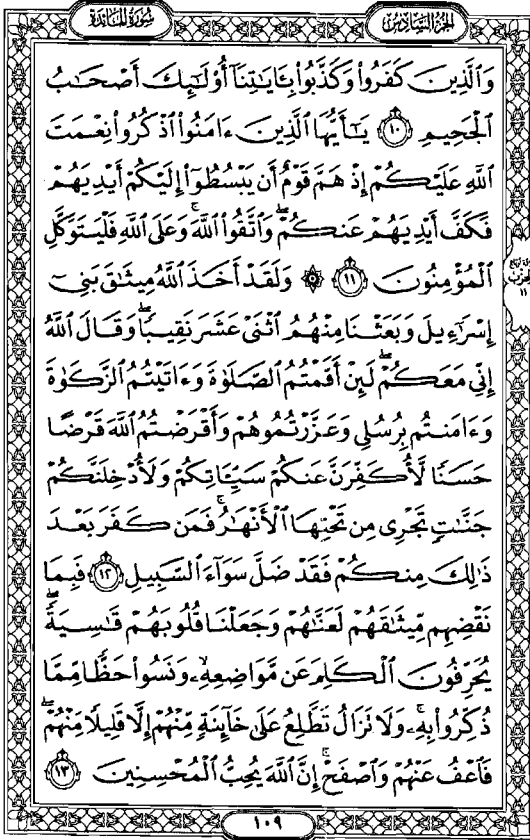 سُورَةُ المَائِدَةِ
الجُزْءُ السَّادِسُ
وَٱلَّذِينَ كَفَرُواْ وَكَذَّبُواْ بِـَٔايَٰتِنَآ أُوْلَٰٓئِكَ أَصْحَٰبُ
ٱلْجَحِيمِ ١٠ يَٰٓأَيُّهَا ٱلَّذِينَ ءَامَنُواْ ٱذْكُرُواْ نِعْمَتَ
ٱللَّهِ عَلَيْكُمْ إِذْ هَمَّ قَوْمٌ أَن يَبْسُطُوٓاْ إِلَيْكُمْ أَيْدِيَهُمْ
فَكَفَّ أَيْدِيَهُمْ عَنكُمْۖ وَٱتَّقُواْ ٱللَّهَۚ وَعَلَى ٱللَّهِ فَلْيَتَوَكَّلِ
ٱلْمُؤْمِنُونَ ١١ ۞ وَلَقَدْ أَخَذَ ٱللَّهُ مِيثَٰقَ بَنِيٓ
إِسْرَٰٓءِيلَ وَبَعَثْنَا مِنْهُمُ ٱثْنَيْ عَشَرَ نَقِيبًاۖ وَقَالَ ٱللَّهُ
إِنِّي مَعَكُمْۖ لَئِنْ أَقَمْتُمُ ٱلصَّلَوٰةَ وَءَاتَيْتُمُ ٱلزَّكَوٰةَ
وَءَامَنتُم بِرُسُلِي وَعَزَّرْتُمُوهُمْ وَأَقْرَضْتُمُ ٱللَّهَ قَرْضًا
حَسَنًا لَّأُكَفِّرَنَّ عَنكُمْ سَيِّـَٔاتِكُمْ وَلَأُدْخِلَنَّكُمْ
جَنَّٰتٍ تَجْرِي مِن تَحْتِهَا ٱلْأَنْهَٰرُۚ فَمَن كَفَرَ بَعْدَ
ذَٰلِكَ مِنكُمْ فَقَدْ ضَلَّ سَوَآءَ ٱلسَّبِيلِ ١٢ فَبِمَا
نَقْضِهِم مِّيثَٰقَهُمْ لَعَنَّٰهُمْ وَجَعَلْنَا قُلُوبَهُمْ قَٰسِيَةًۖ
يُحَرِّفُونَ ٱلْكَلِمَ عَن مَّوَاضِعِهِۦ وَنَسُواْ حَظًّا مِّمَّا
ذُكِّرُواْ بِهِۦۚ وَلَا تَزَالُ تَطَّلِعُ عَلَىٰ خَآئِنَةٍ مِّنْهُمْ إِلَّا قَلِيلًا مِّنْهُمْۖ
فَٱعْفُ عَنْهُمْ وَٱصْفَحْۚ إِنَّ ٱللَّهَ يُحِبُّ ٱلْمُحْسِنِينَ ١٣
١٠٩